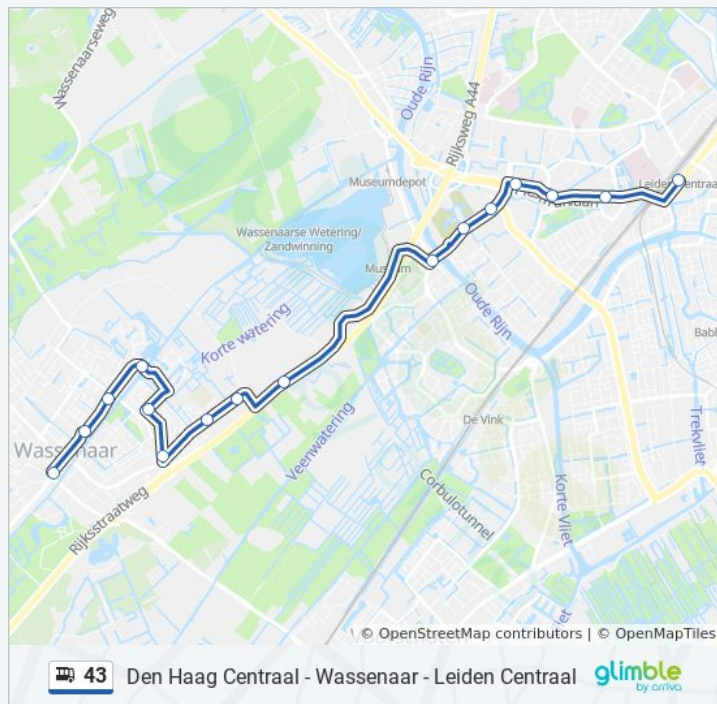 Wassenaarseweg
Oude Rijn
Rijksweg A44
Museumdepot
Leiden Centraal
Wassenaarse Wetering/
Zandwinning
Museum
Korte watering
Oude Rijn
Wassenaar
De Vink
Trekvliet
Veenwatering
Corbulotunnel
Korte Vliet
Rijksstraatweg
© OpenStreetMap contributors | © OpenMapTiles
43 Den Haag Centraal - Wassenaar - Leiden Centraal
glimble
by arriva